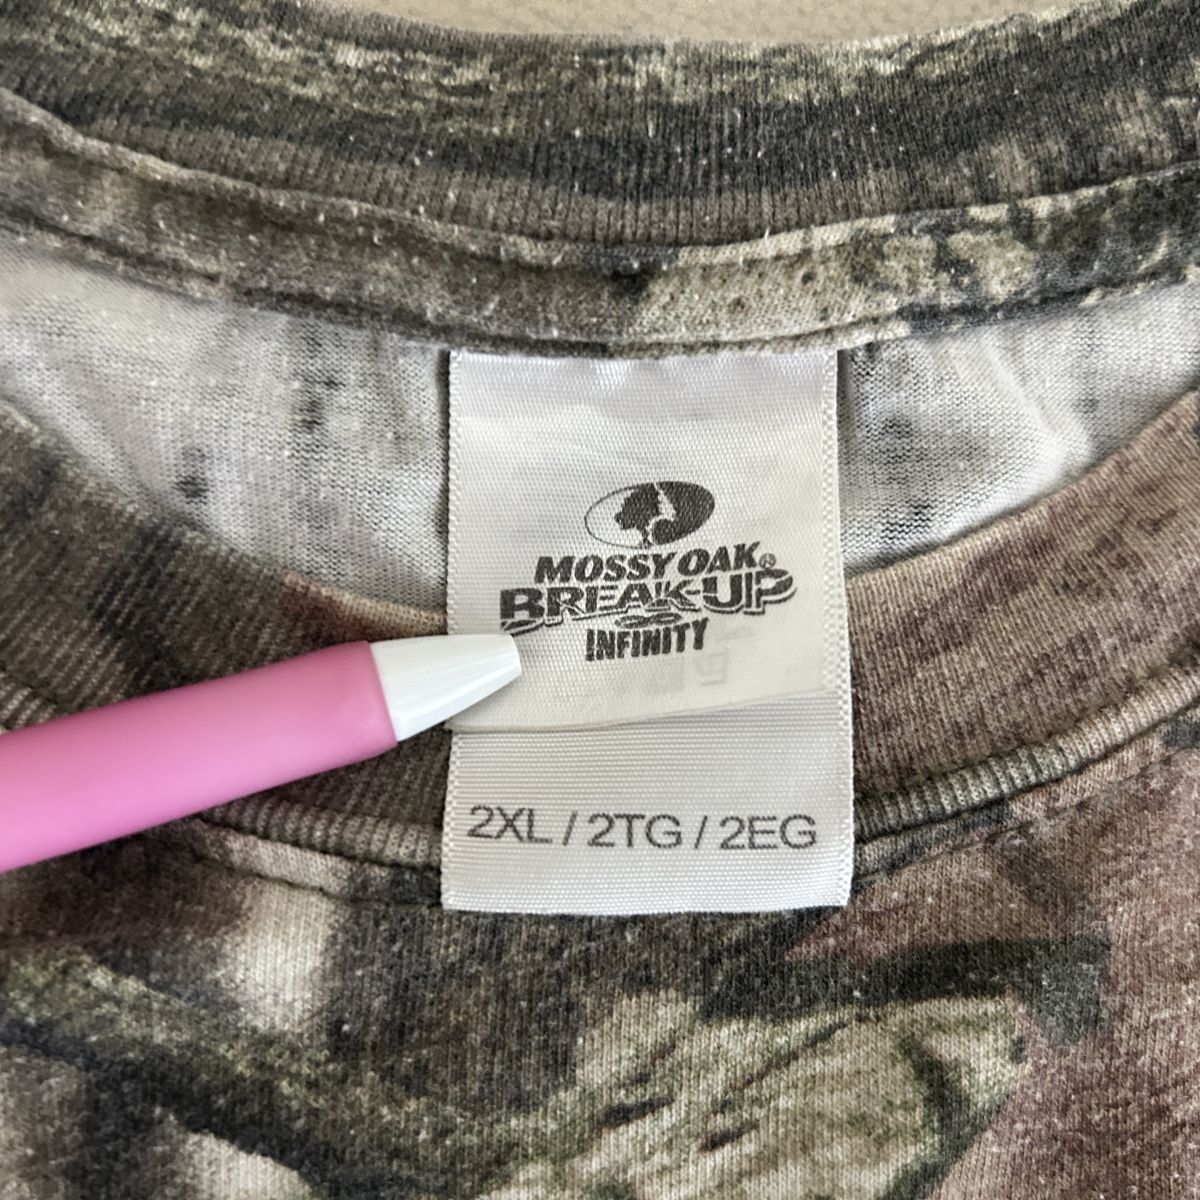 MOSSY OAK®
BREAK-UP
INFINITY
2XL / 2TG / 2EG